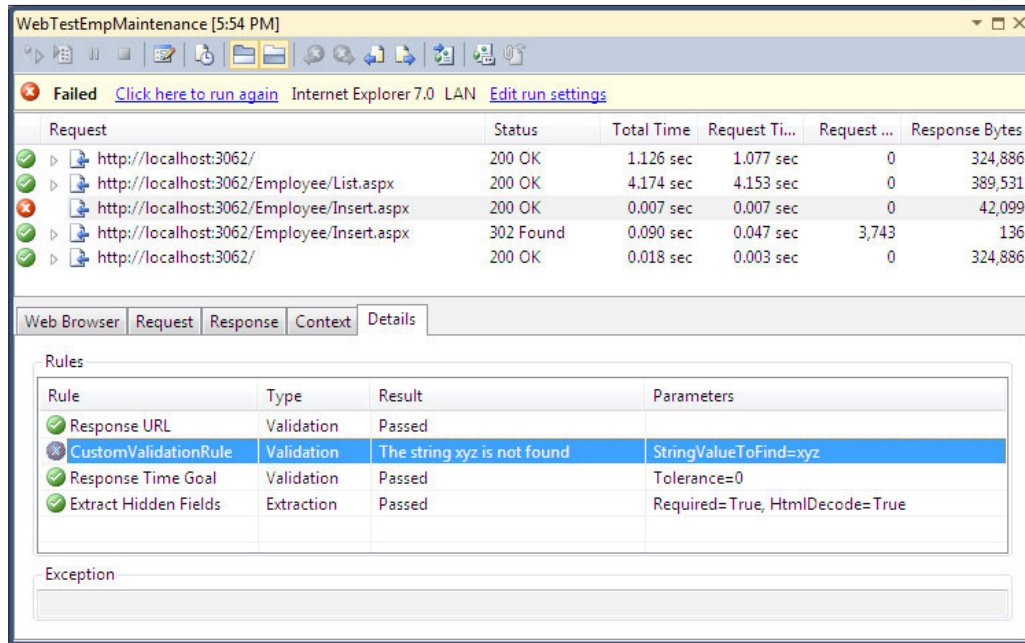 WebTestEmpMaintenance [5:54 PM]
Failed Click here to run again Internet Explorer 7.0 LAN Edit run settings
Request Status Total Time Request Ti... Request ... Response Bytes
http://localhost:3062/ 200 OK 1.126 sec 1.077 sec 0 324,886
http://localhost:3062/Employee/List.aspx 200 OK 4.174 sec 4.153 sec 0 389,531
http://localhost:3062/Employee/Insert.aspx 200 OK 0.007 sec 0.007 sec 0 42,099
http://localhost:3062/Employee/Insert.aspx 302 Found 0.090 sec 0.047 sec 3,743 136
http://localhost:3062/ 200 OK 0.018 sec 0.003 sec 0 324,886
Web Browser Request Response Context Details
Rules
Rule Type Result Parameters
Response URL Validation Passed
CustomValidationRule Validation The string xyz is not found StringValueToFind=xyz
Response Time Goal Validation Passed Tolerance=0
Extract Hidden Fields Extraction Passed Required=True, HtmlDecode=True
Exception